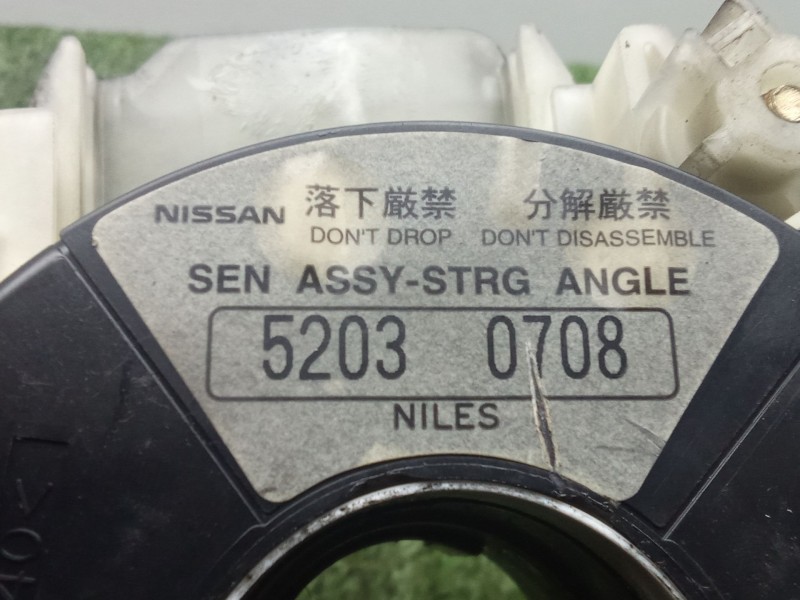 NISSAN 落下厳禁 分解厳禁
DON'T DROP DON'T DISASSEMBLE
SEN ASSY-STRG ANGLE
5203 0708
NILES